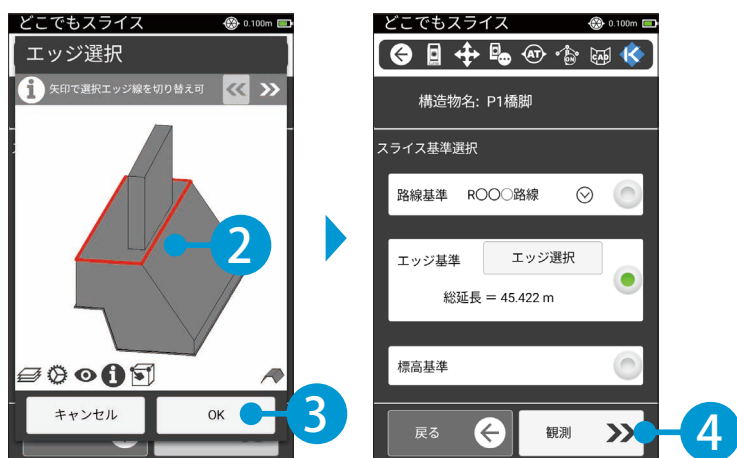 どこでもスライス
0.100m
エッジ選択
矢印で選択エッジ線を切り替え可
2
キャンセル
OK
3
どこでもスライス
0.100m
AT
ON
CAD
構造物名: P1橋脚
スライス基準選択
路線基準 R〇〇〇路線
エッジ基準 エッジ選択
総延長 = 45.422 m
標高基準
戻る
観測
4